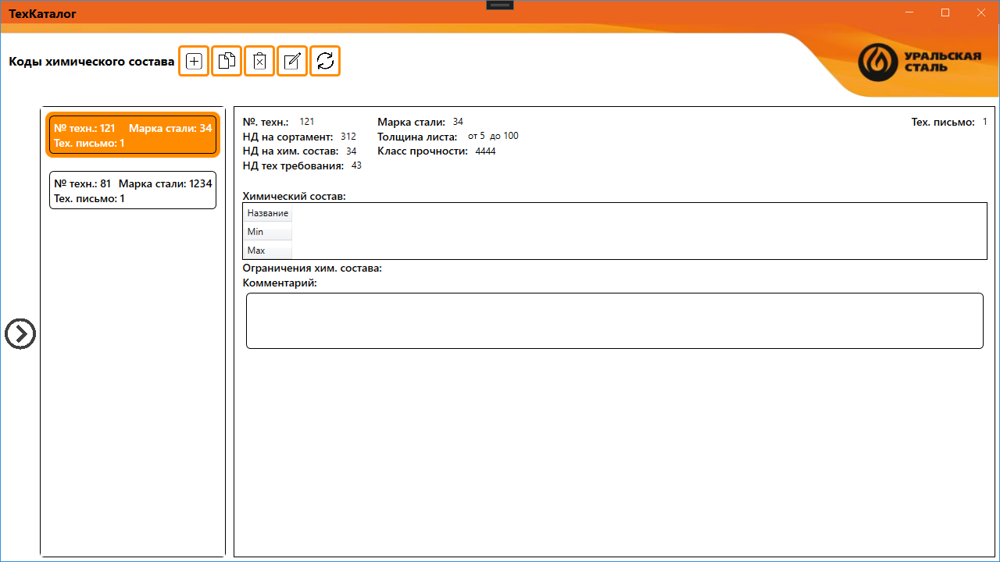 ТехКаталог
Коды химического состава
УРАЛЬСКАЯ
СТАЛЬ
№ техн.: 121 Марка стали: 34
Тех. письмо: 1
№ техн.: 81 Марка стали: 1234
Тех. письмо: 1
№. техн.: 121 Марка стали: 34 Тех. письмо: 1
НД на сортамент: 312 Толщина листа: от 5 до 100
НД на хим. состав: 34 Класс прочности: 4444
НД тех требования: 43
Химический состав:
Название
Min
Max
Ограничения хим. состава:
Комментарий: